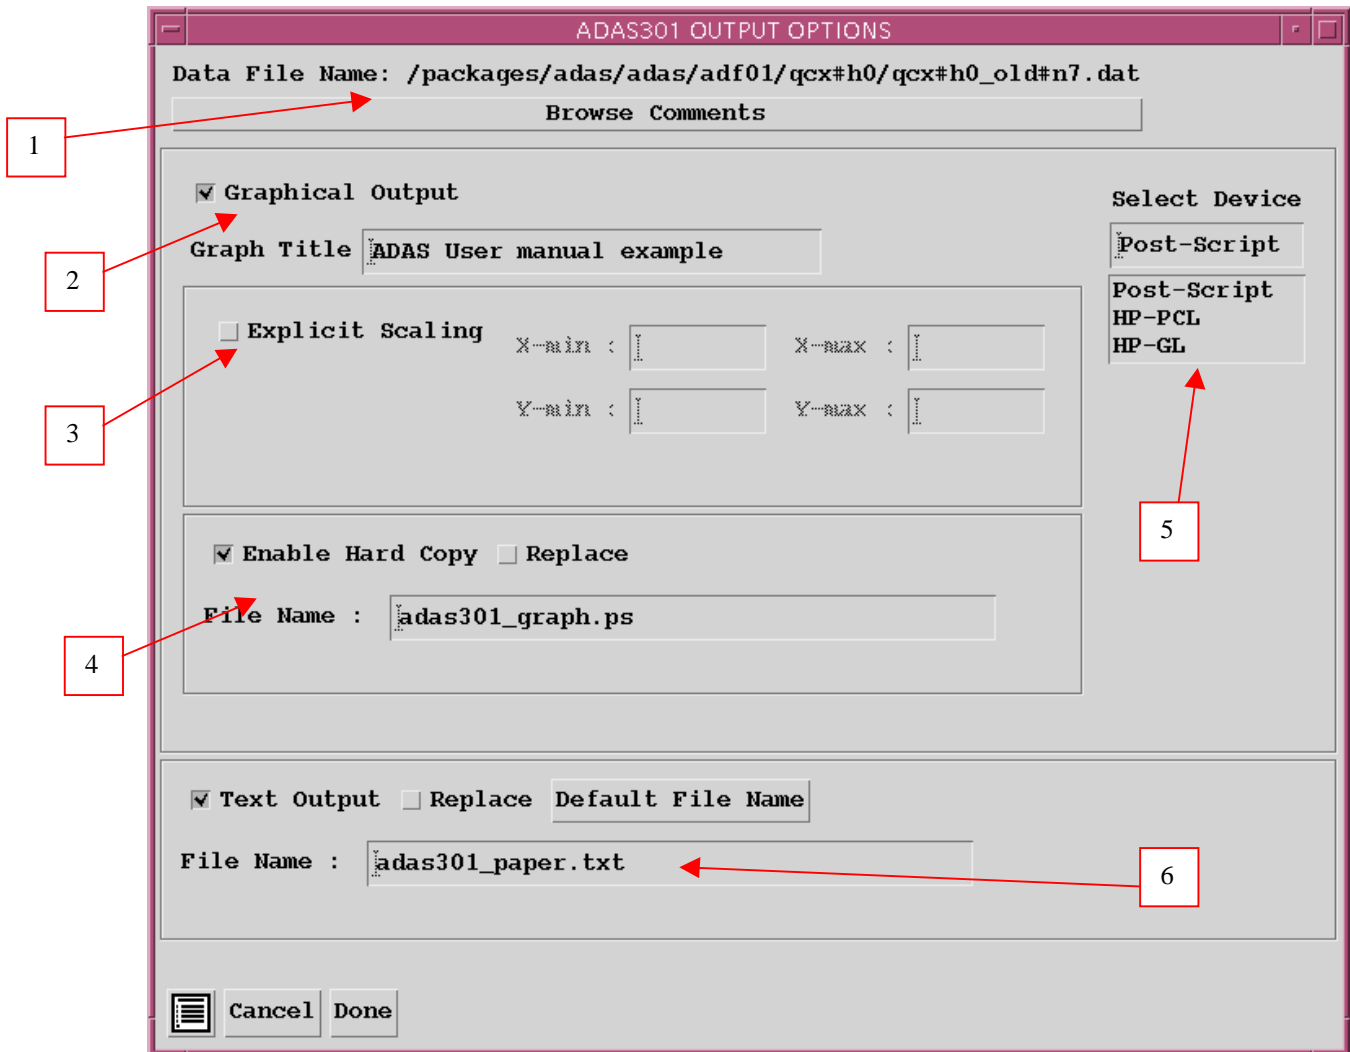 ADAS301 OUTPUT OPTIONS
Data File Name: /packages/adas/adas/adf01/qcx#h0/qcx#h0_old#n7.dat
Browse Comments
1
Graphical Output
Select Device
Graph Title ADAS User manual example
Post-Script
2
Post-Script
HP-PCL
HP-GL
Explicit Scaling
X-min :
X-max :
Y-min :
Y-max :
3
5
Enable Hard Copy Replace
File Name : adas301_graph.ps
4
Text Output Replace Default File Name
File Name : adas301_paper.txt
6
Cancel Done